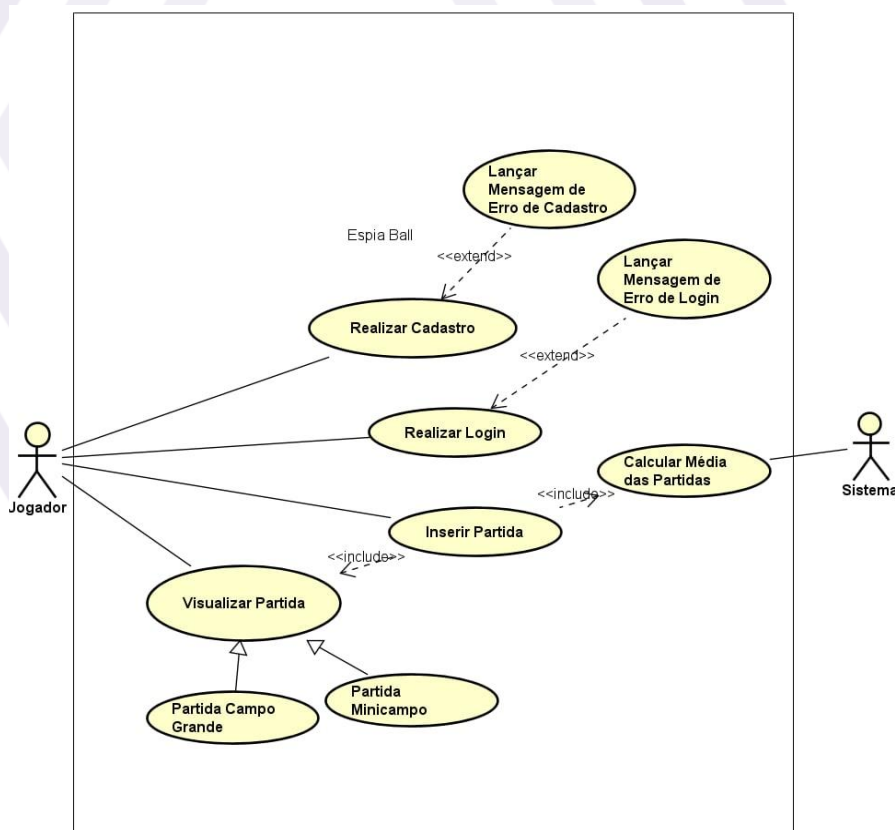 Lançar
Mensagem de
Erro de Cadastro
Espia Ball
<<extend>>
Lançar
Mensagem de
Erro de Login
Realizar Cadastro
<<extend>>
Realizar Login
Calcular Média
das Partidas
Sistema
<<include>>
Jogador
Inserir Partida
<<include>>
Visualizar Partida
Partida Campo
Grande
Partida
Minicampo